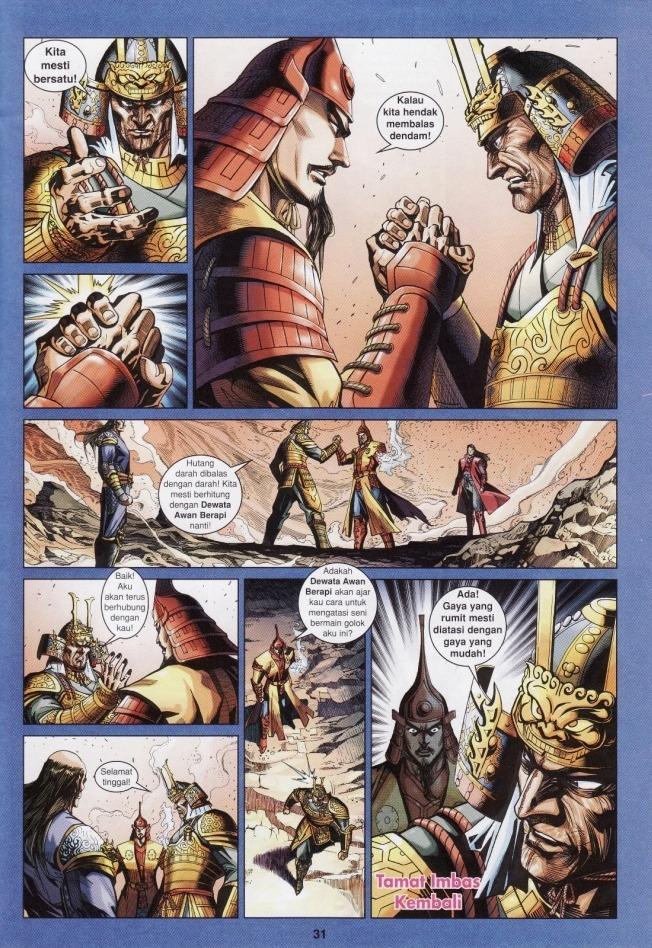 Kita
mesti
bersatu!
Kalau
kita hendak
membalas
dendam!
Hutang
darah dibalas
dengan darah! Kita
mesti berhitung
dengan Dewata
Awan Berapi
nanti!
Baik!
Aku
akan terus
berhubung
dengan
kau!
Selamat
tinggal!
Adakah
Dewata Awan
Berapi akan ajar
kau cara untuk
mengatasi seni
bermain golok
aku ini?
Ada!
Gaya yang
rumit mesti
diatasi dengan
gaya yang
mudah!
Tamat Imbas
Kembali
31